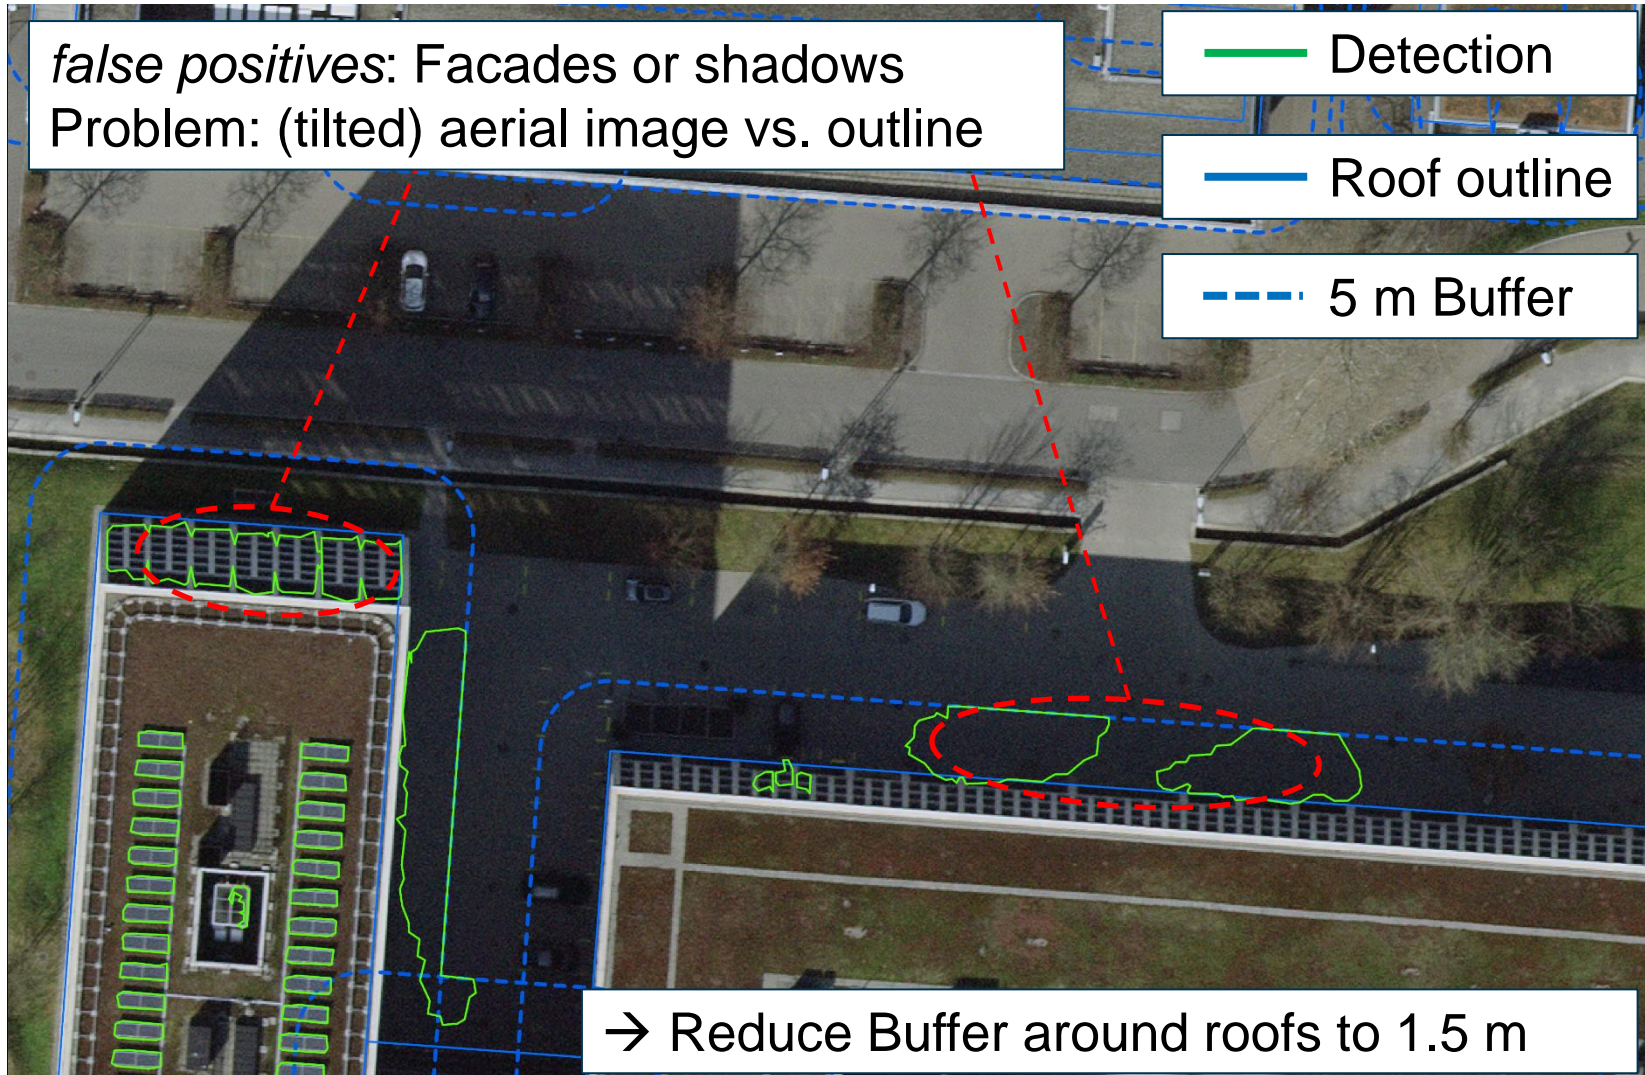 false positives: Facades or shadows
Problem: (tilted) aerial image vs. outline
Detection
Roof outline
5 m Buffer
→ Reduce Buffer around roofs to 1.5 m